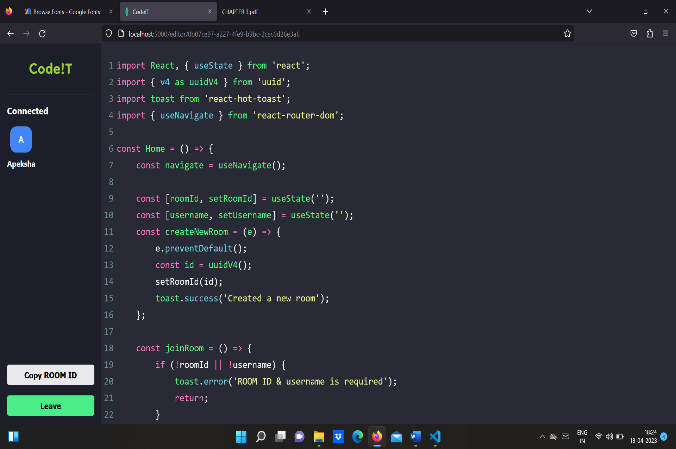 Browse Fonts - Google Fonts
Code!T
CHAPTER 3.pdf
localhost:5000/editor/
Code!T
Connected
A
Apeksha
Copy ROOM ID
Leave
1 import React, { useState } from 'react';
2 import { v4 as uuidV4 } from 'uuid';
3 import toast from 'react-hot-toast';
4 import { useNavigate } from 'react-router-dom';
5
6 const Home = () => {
7 const navigate = useNavigate();
8
9 const [roomId, setRoomId] = useState('');
10 const [username, setUsername] = useState('');
11 const createNewRoom = (e) => {
12 e.preventDefault();
13 const id = uuidV4();
14 setRoomId(id);
15 toast.success('Created a new room');
16 };
17
18 const joinRoom = () => {
19 if (!roomId || !username) {
20 toast.error('ROOM ID & username is required');
21 return;
22 }
ENG
IN
18-04-2023